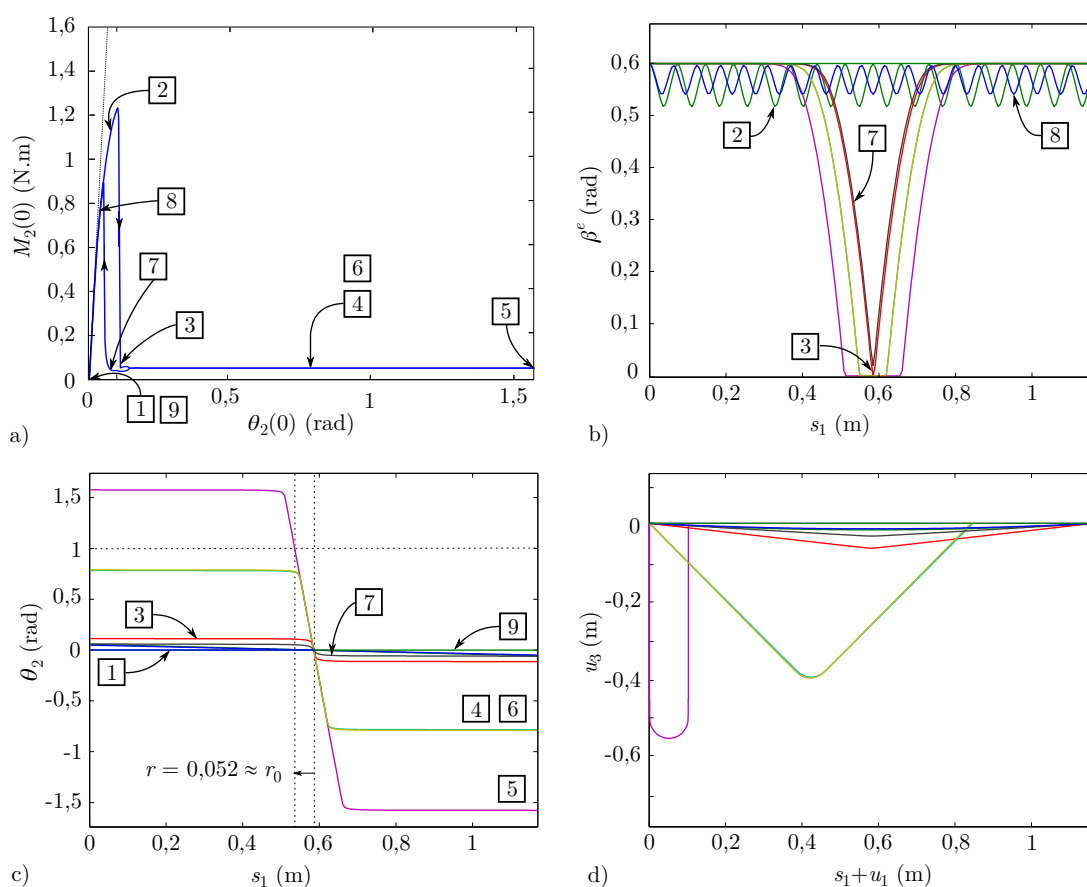 1,6
1,4
1,2
1
0,8
0,6
0,4
0,2
0
M2(0) (N.m)
2
8
7
3
6
4
5
1 9
0 0,5 1 1,5
θ2(0) (rad)
a)
0,6
0,5
0,4
0,3
0,2
0,1
0
βe (rad)
2
7
8
3
0 0,2 0,4 0,6 0,8 1
s1 (m)
b)
1,5
1
0,5
0
-0,5
-1
-1,5
θ2 (rad)
3
7
9
1
4 6
r = 0,052 ≈ r0
5
0 0,2 0,4 0,6 0,8 1
s1 (m)
c)
0
-0,2
-0,4
-0,6
u3 (m)
0 0,2 0,4 0,6 0,8 1
s1+u1 (m)
d)